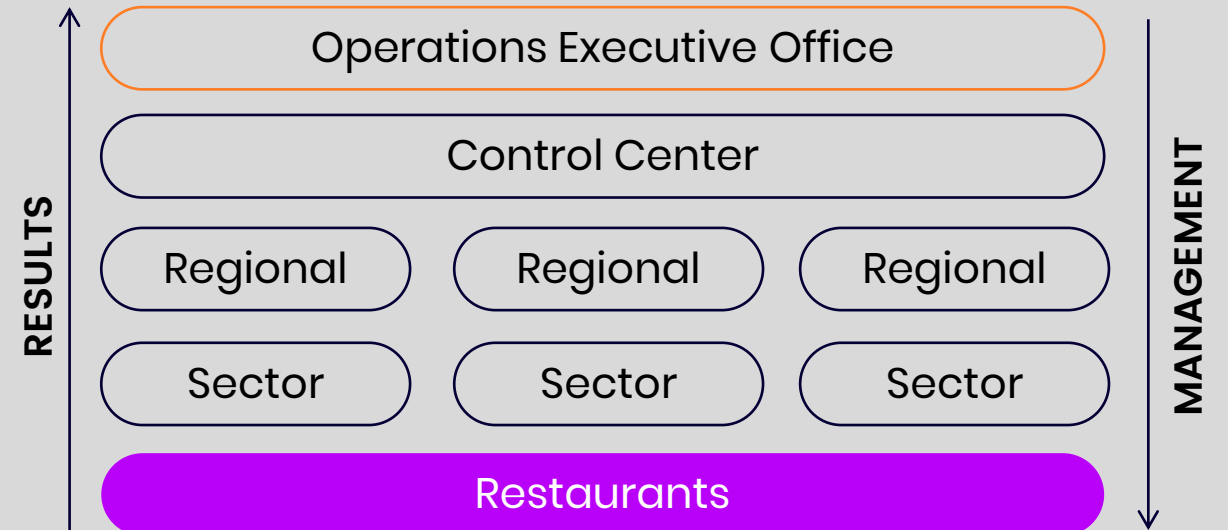 Operations Executive Office
Control Center
Regional Regional Regional
Sector Sector Sector
Restaurants
RESULTS
MANAGEMENT